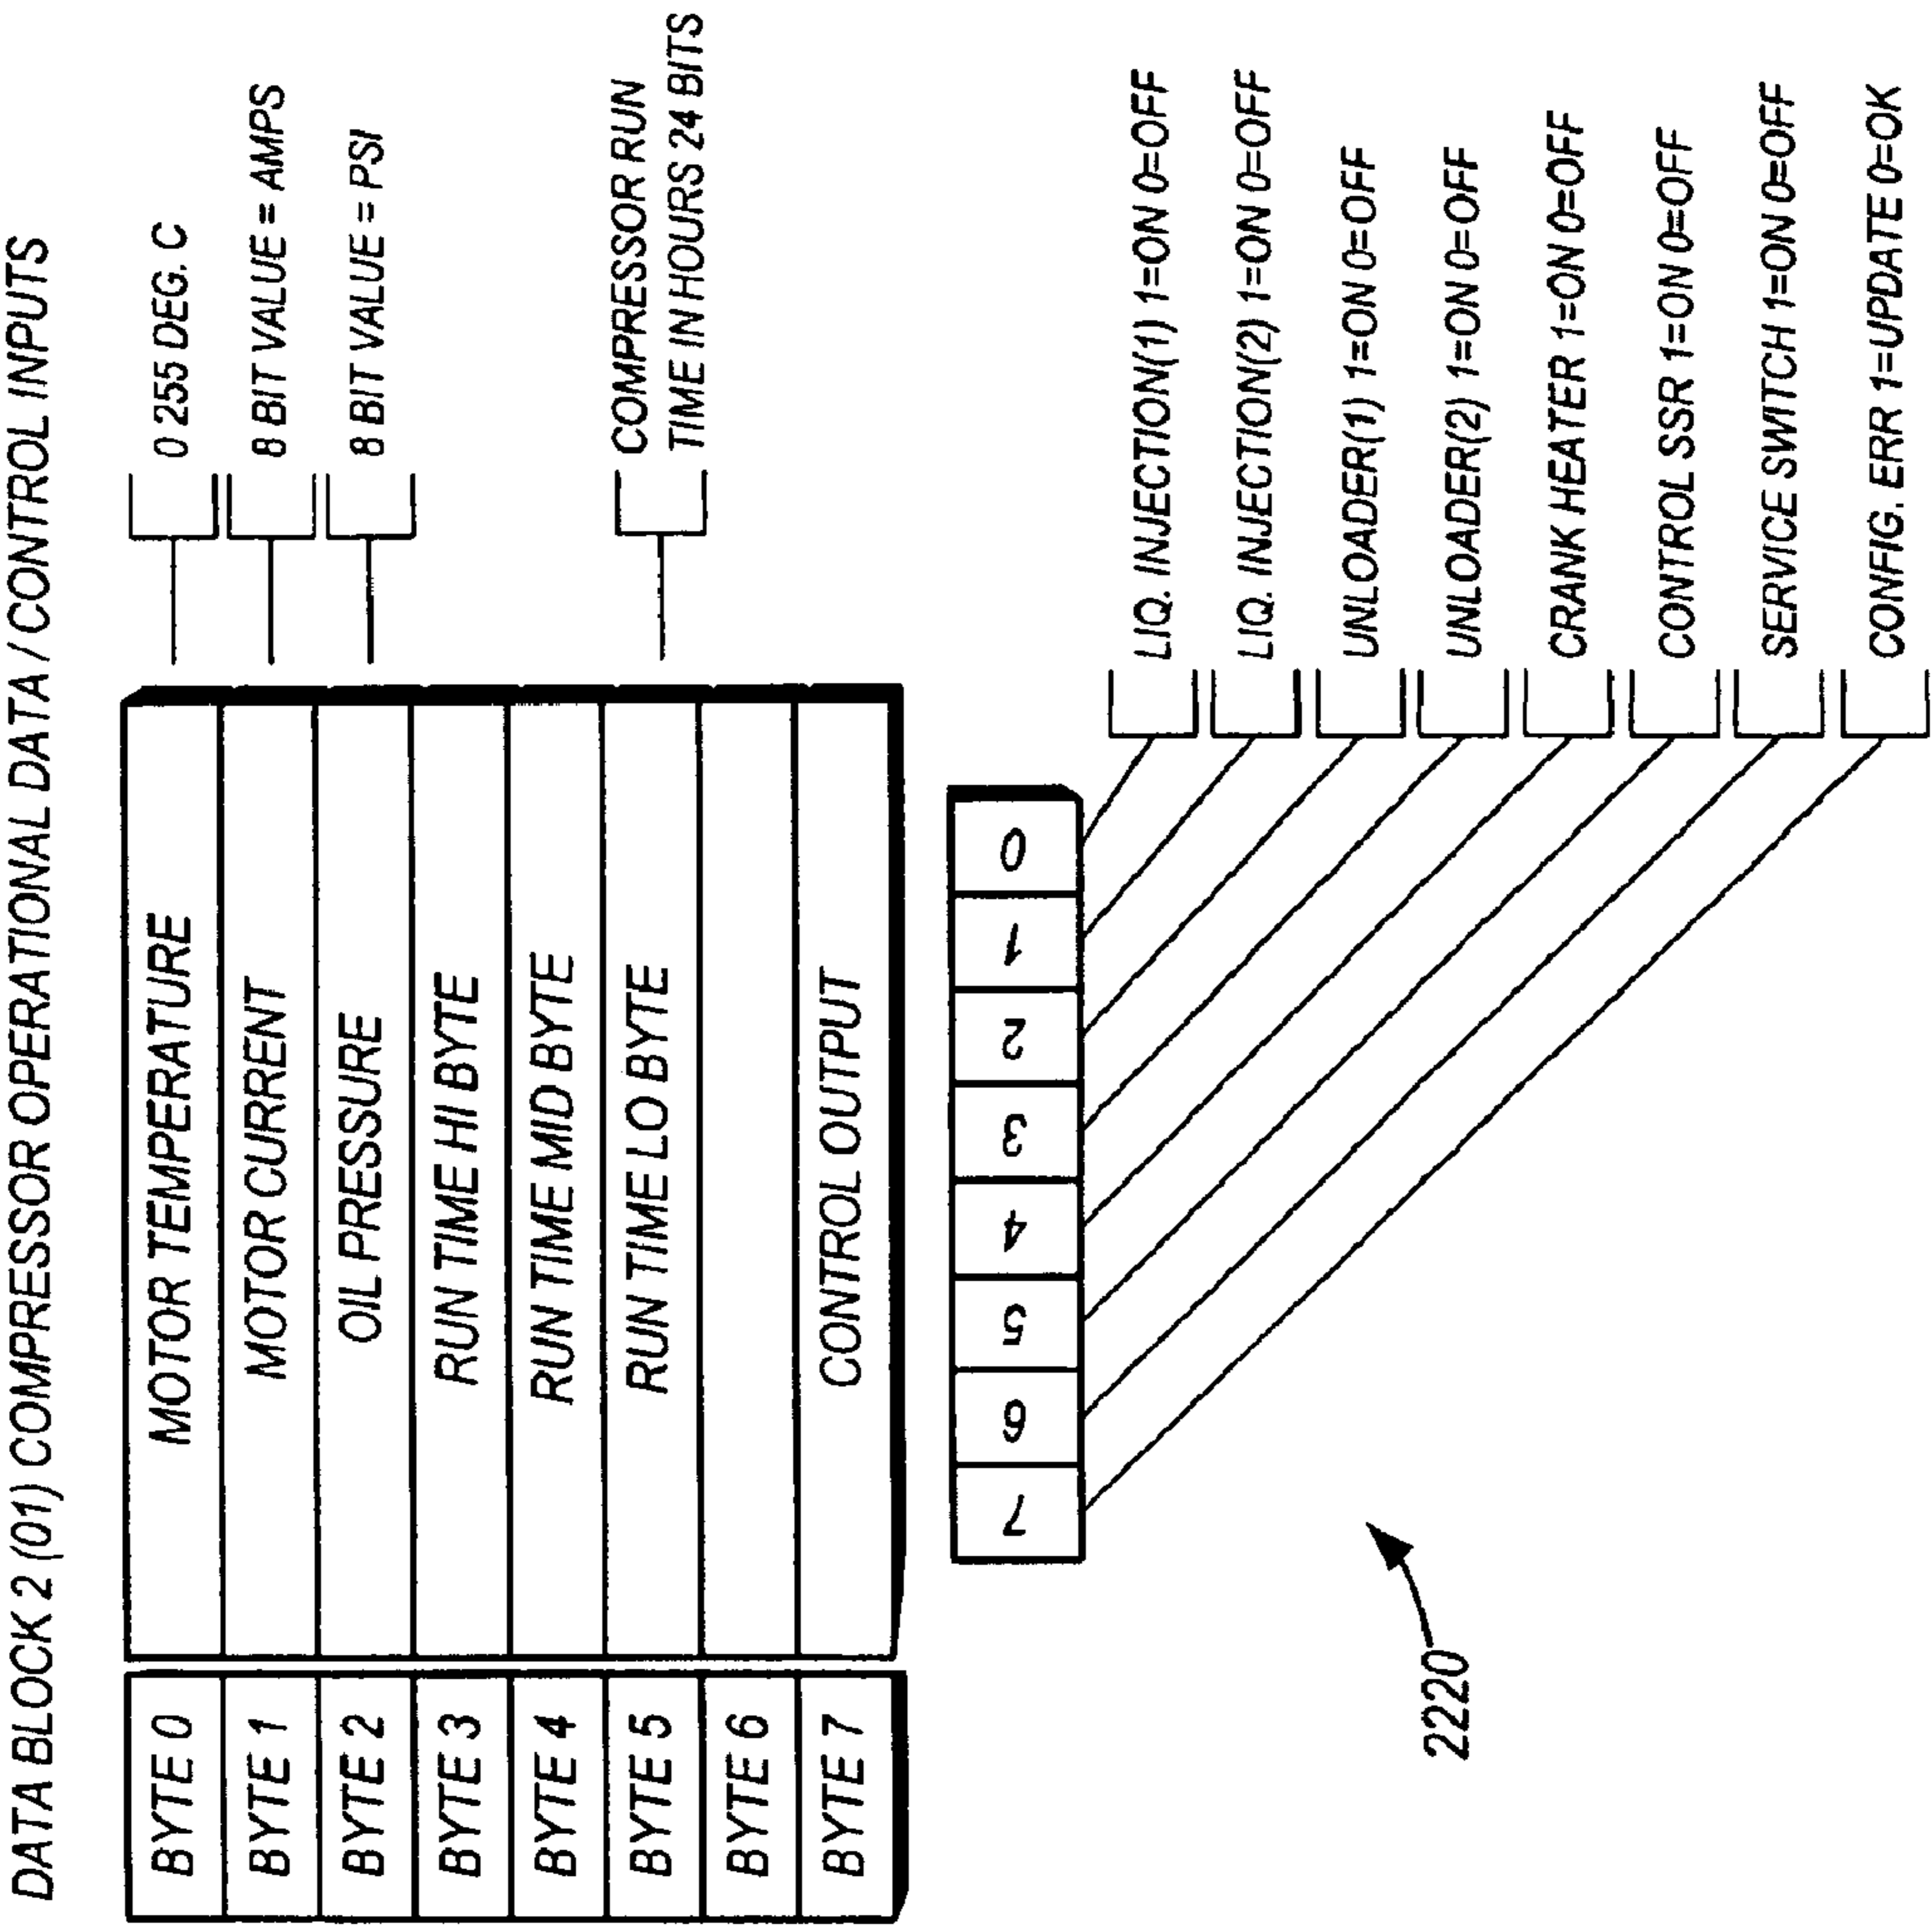 DATA BLOCK 2 (01) COMPRESSOR OPERATIONAL DATA / CONTROL INPUTS
BYTE 0 MOTOR TEMPERATURE 0 255 DEG. C
BYTE 1 MOTOR CURRENT 8 BIT VALUE = AMPS
BYTE 2 OIL PRESSURE 8 BIT VALUE = PSI
BYTE 3 RUN TIME HI BYTE
BYTE 4 RUN TIME MID BYTE
BYTE 5 RUN TIME LO BYTE
COMPRESSOR RUN
TIME IN HOURS 24 BITS
BYTE 6
BYTE 7 CONTROL OUTPUT
7 6 5 4 3 2 1 0
LIQ. INJECTION(1) 1=ON 0=OFF
LIQ. INJECTION(2) 1=ON 0=OFF
UNLOADER(1) 1=ON 0=OFF
UNLOADER(2) 1=ON 0=OFF
CRANK HEATER 1=ON 0=OFF
CONTROL SSR 1=ON 0=OFF
SERVICE SWITCH 1=ON 0=OFF
CONFIG. ERR 1=UPDATE 0=OK
2220